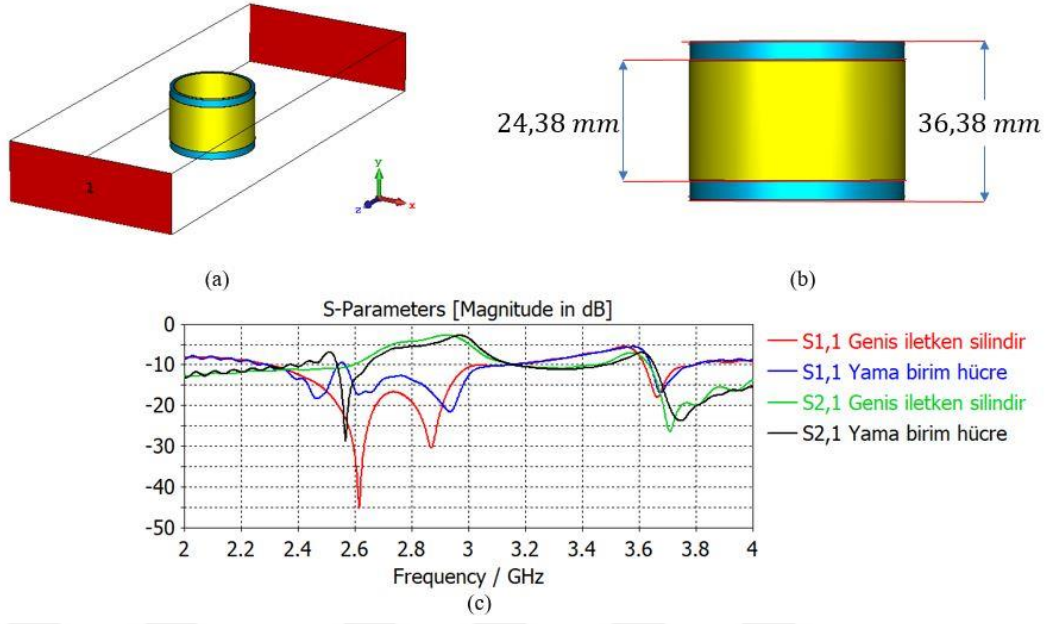 1
y
z
x
(a)
24,38 mm
36,38 mm
(b)
S-Parameters [Magnitude in dB]
0
-10
-20
-30
-40
-50
2
2.2
2.4
2.6
2.8
3
3.2
3.4
3.6
3.8
4
Frequency / GHz
S1,1 Genis iletken silindir
S1,1 Yama birim hücre
S2,1 Genis iletken silindir
S2,1 Yama birim hücre
(c)